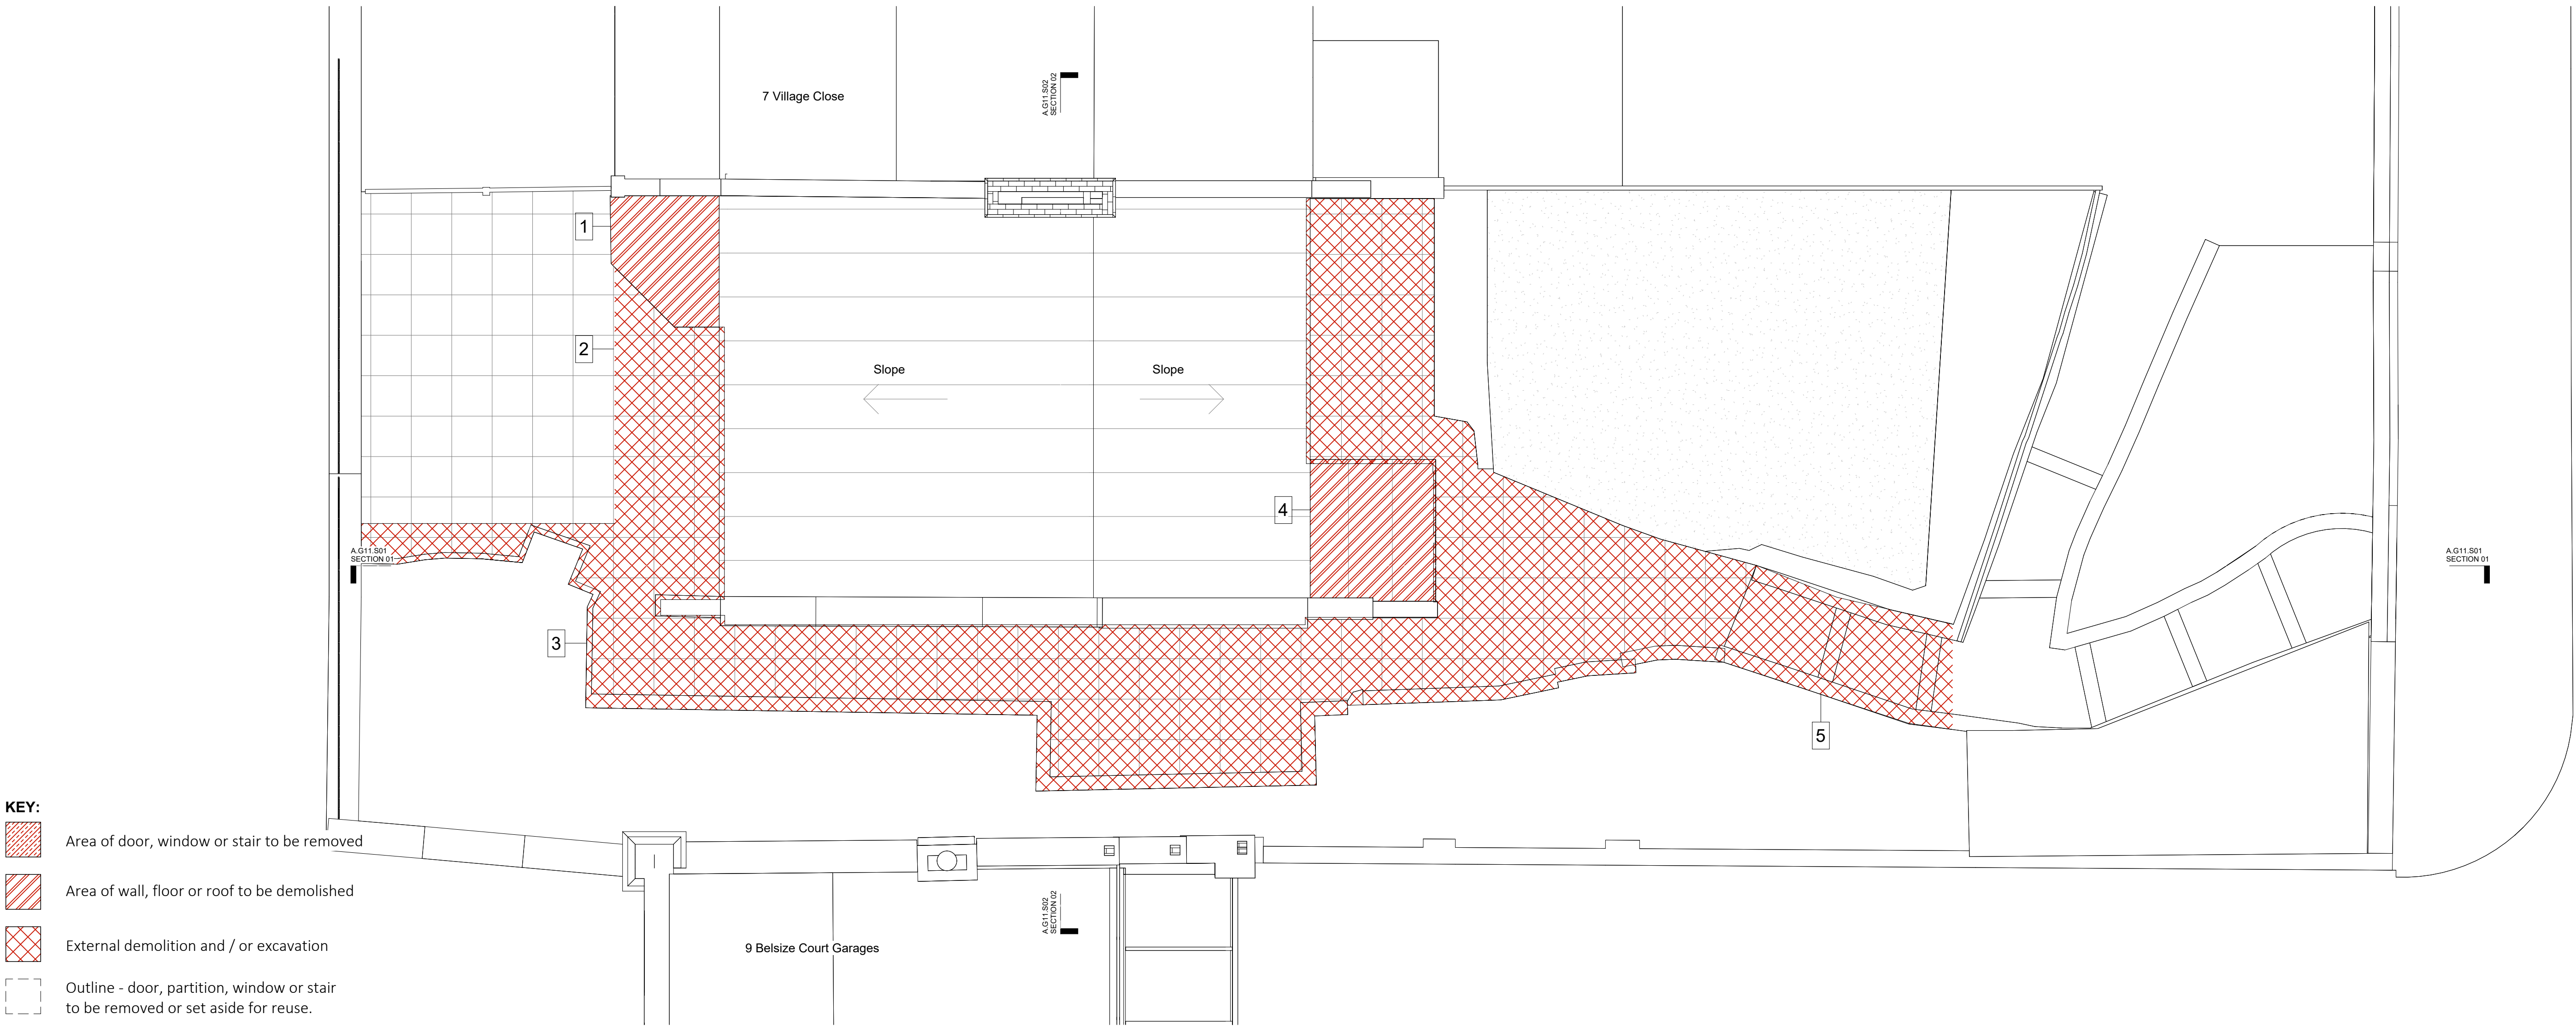 7 Village Close
A.G11.S02
SECTION 02
1
2
Slope
Slope
4
A.G11.S01
SECTION 01
A.G11.S01
SECTION 01
3
5
KEY:
Area of door, window or stair to be removed
Area of wall, floor or roof to be demolished
A.G11.S02
SECTION 02
External demolition and / or excavation
9 Belsize Court Garages
Outline - door, partition, window or stair
to be removed or set aside for reuse.